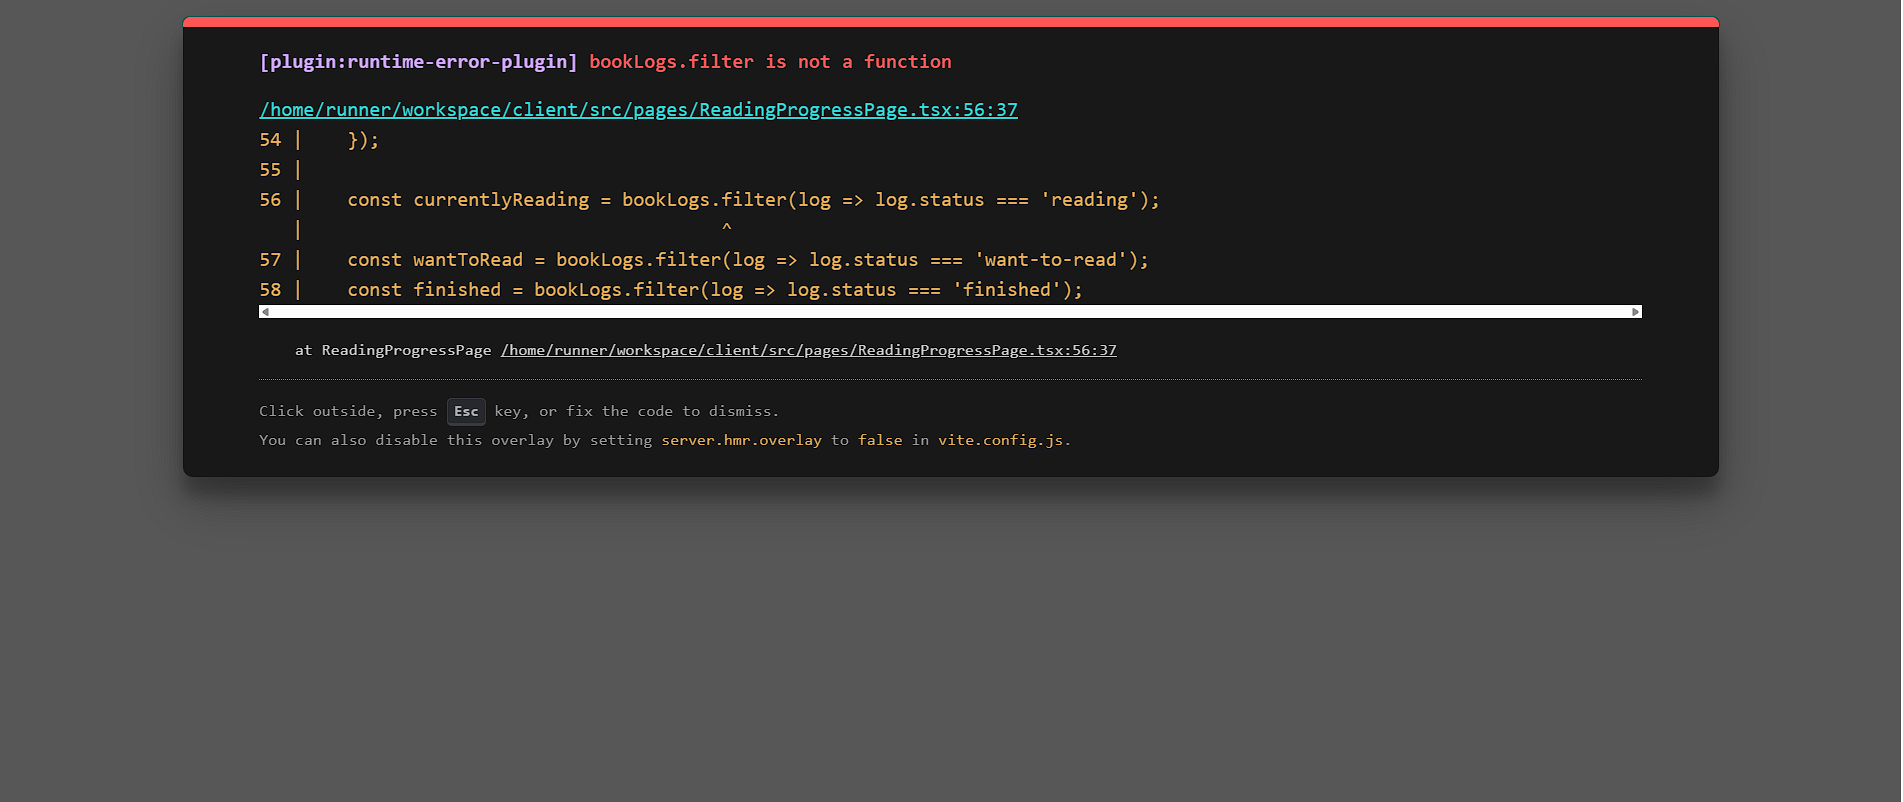 [plugin:runtime-error-plugin] bookLogs.filter is not a function
/home/runner/workspace/client/src/pages/ReadingProgressPage.tsx:56:37
54 |    });
55 |
56 |    const currentlyReading = bookLogs.filter(log => log.status === 'reading');
   |                                      ^
57 |    const wantToRead = bookLogs.filter(log => log.status === 'want-to-read');
58 |    const finished = bookLogs.filter(log => log.status === 'finished');
    at ReadingProgressPage /home/runner/workspace/client/src/pages/ReadingProgressPage.tsx:56:37
Click outside, press Esc key, or fix the code to dismiss.
You can also disable this overlay by setting server.hmr.overlay to false in vite.config.js.